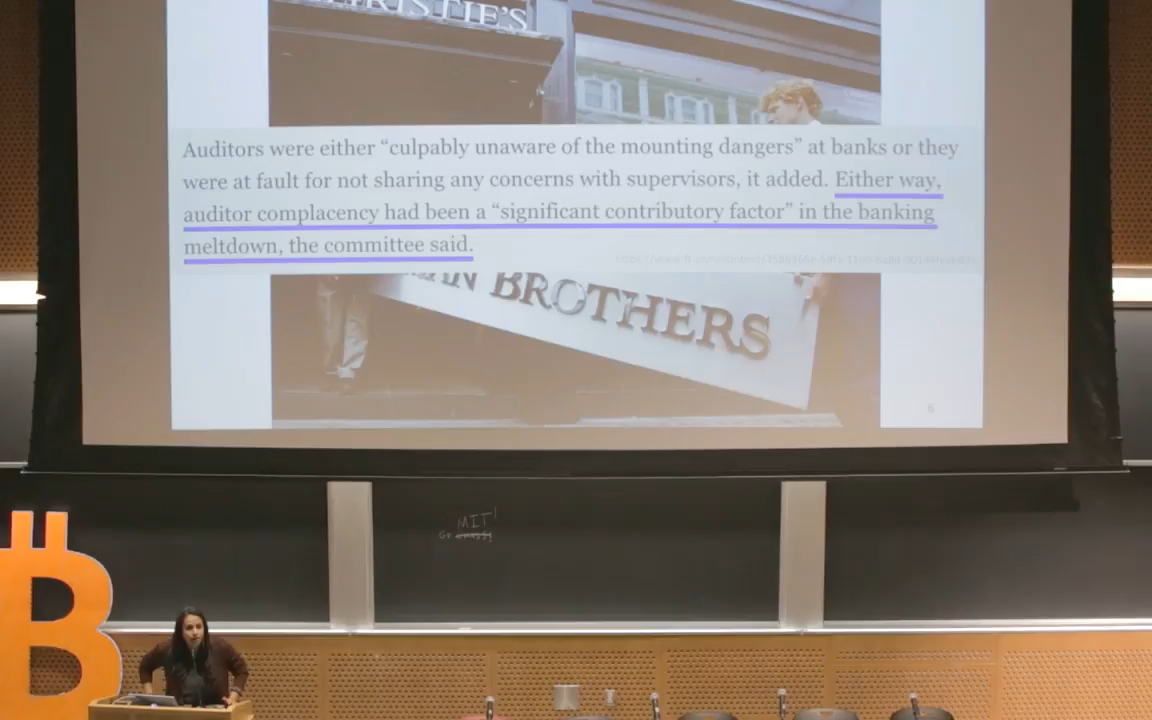 CHRISTIE'S
Auditors were either “culpably unaware of the mounting dangers” at banks or they
were at fault for not sharing any concerns with supervisors, it added. Either way,
auditor complacency had been a “significant contributory factor” in the banking
meltdown, the committee said.
BROTHERS
6
MIT!
Go
B